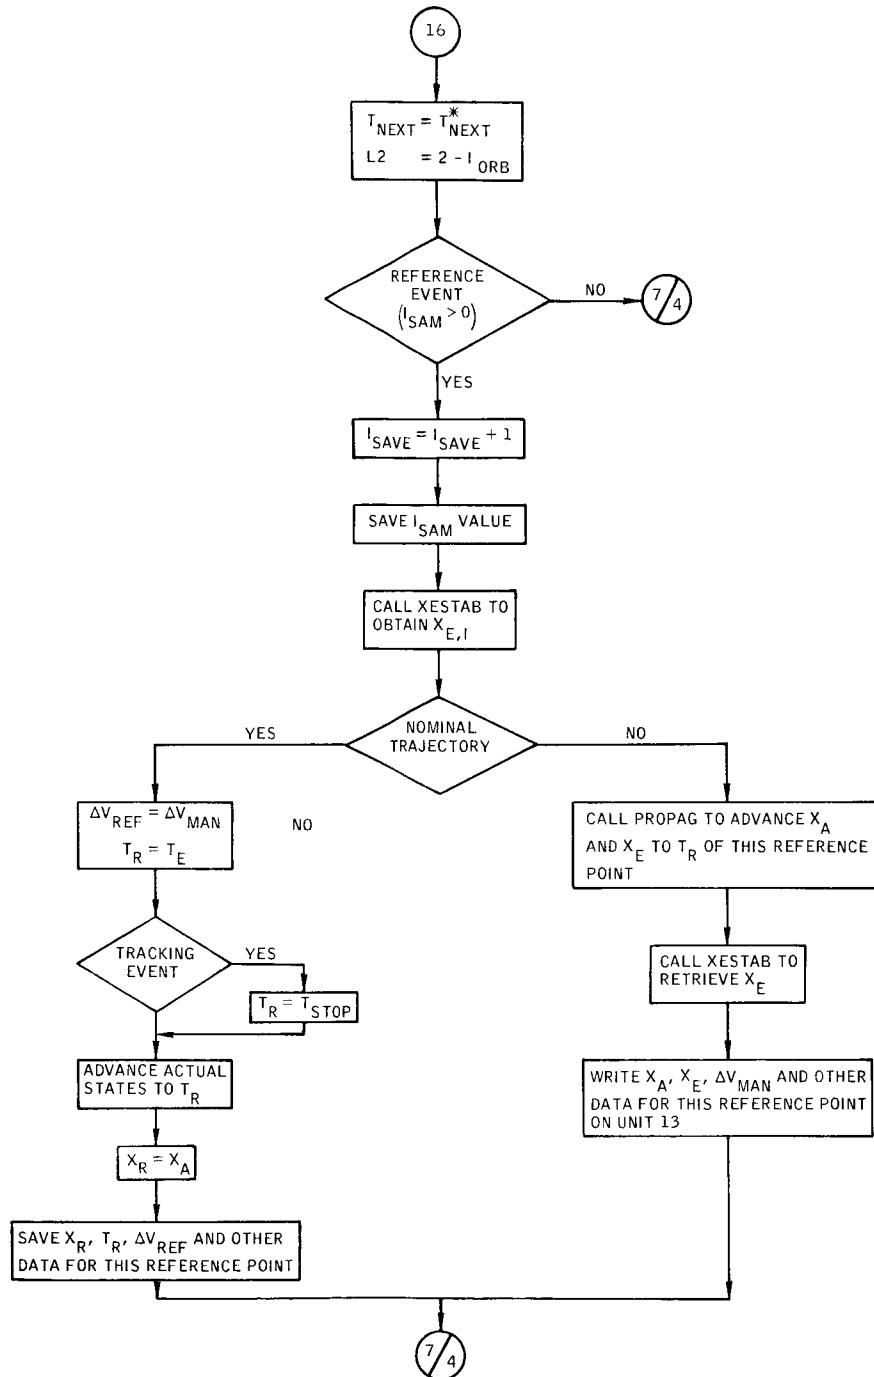 16
T_NEXT = T*_NEXT
L2 = 2 - I_ORB
REFERENCE
EVENT
(I_SAM > 0)
NO
7/4
YES
I_SAVE = I_SAVE + 1
SAVE I_SAM VALUE
CALL XESTAB TO
OBTAIN X_E,I
NOMINAL
TRAJECTORY
YES
NO
ΔV_REF = ΔV_MAN
T_R = T_E
NO
CALL PROPAG TO ADVANCE X_A
AND X_E TO T_R OF THIS REFERENCE
POINT
TRACKING
EVENT
YES
T_R = T_STOP
CALL XESTAB TO
RETRIEVE X_E
ADVANCE ACTUAL
STATES TO T_R
WRITE X_A, X_E, ΔV_MAN AND OTHER
DATA FOR THIS REFERENCE POINT
ON UNIT 13
X_R = X_A
SAVE X_R, T_R, ΔV_REF AND OTHER
DATA FOR THIS REFERENCE POINT
7/4